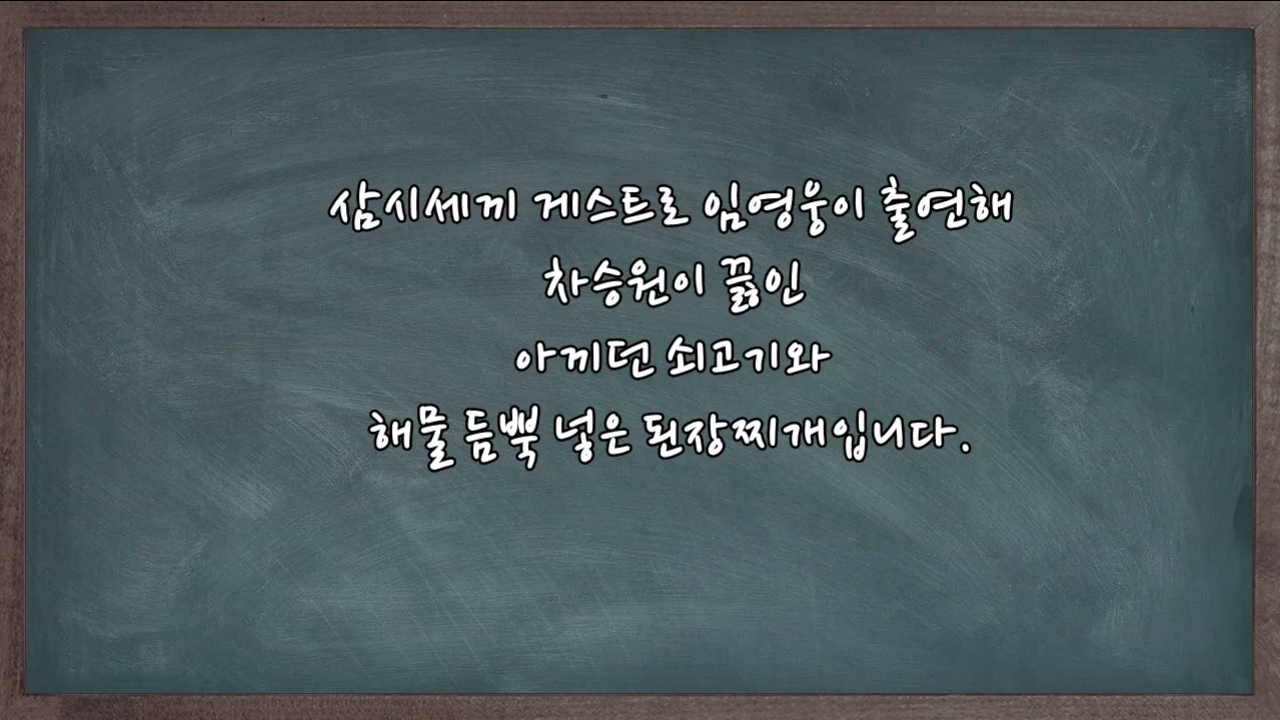 삼시세끼 게스트로 임영웅이 출연해
차승원이 끓인
아끼던 쇠고기와
해물 듬뿍 넣은 된장찌개입니다.